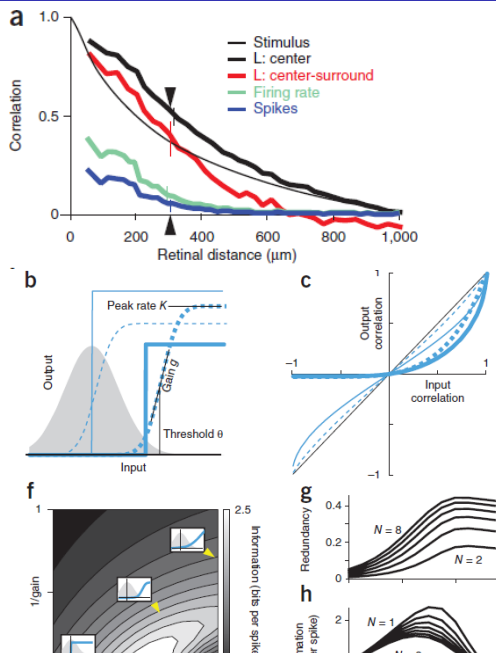 a
1.0
0.5
0
Correlation
Stimulus
L: center
L: center-surround
Firing rate
Spikes
0 200 400 600 800 1,000
Retinal distance (μm)
b
Peak rate K
Output
Gain g
Threshold θ
Input
c
1
Output
correlation
−1
1
Input
correlation
−1
f
1
1/gain
2.5
Information (bits per spike
g
0.4
0.2
0
Redundancy
N = 8
N = 2
h
2
N = 1
per spike)